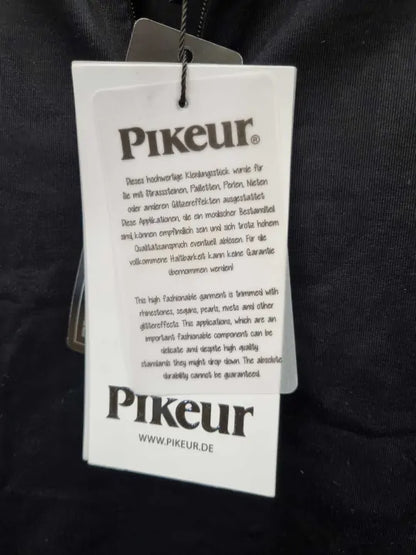 PIKEUR®
Dieses hochwertige Kleidungsstück wurde für
Sie mit Strasssteinen, Pailletten, Perlen, Nieten
oder anderen Glitzereffekten ausgestattet.
Diese Applikationen, die ein modischer Bestandteil
sind, können empfindlich sein und sich trotz hohem
Qualitätsanspruch eventuell ablösen. Für die
vollkommene Haltbarkeit kann keine Garantie
übernommen werden!
This high fashionable garment is trimmed with
rhinestones, segans, pearls, rivets and other
glittereffects. This applications, which are an
important fashionable component can be
delicate and despite high quality
standards they might drop down. The absolute
durability cannot be guaranteed.
PIKEUR
WWW.PIKEUR.DE